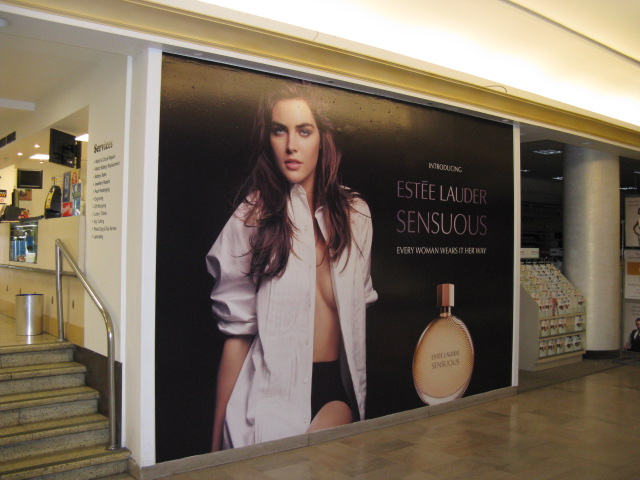 Services
INTRODUCING
ESTĒE LAUDER
SENSUOUS
EVERY WOMAN WEARS IT HER WAY
ESTĒE LAUDER
SENSUOUS